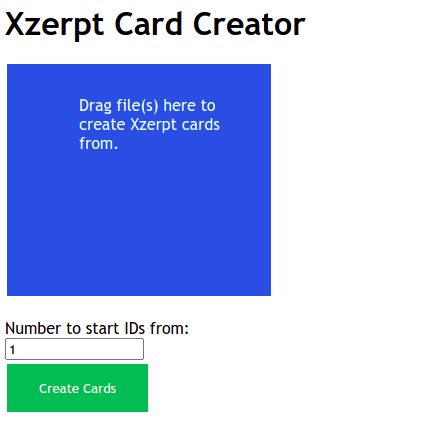 Xzerpt Card Creator
Drag file(s) here to
create Xzerpt cards
from.
Number to start IDs from:
1
Create Cards